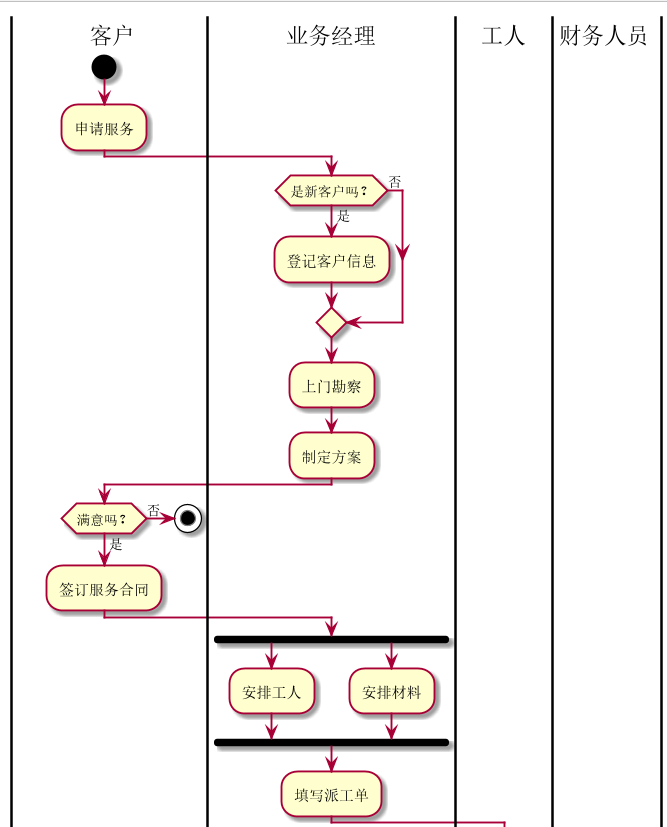 客户
业务经理
工人
财务人员
申请服务
是新客户吗？
否
是
登记客户信息
上门勘察
制定方案
满意吗？
否
是
签订服务合同
安排工人
安排材料
填写派工单